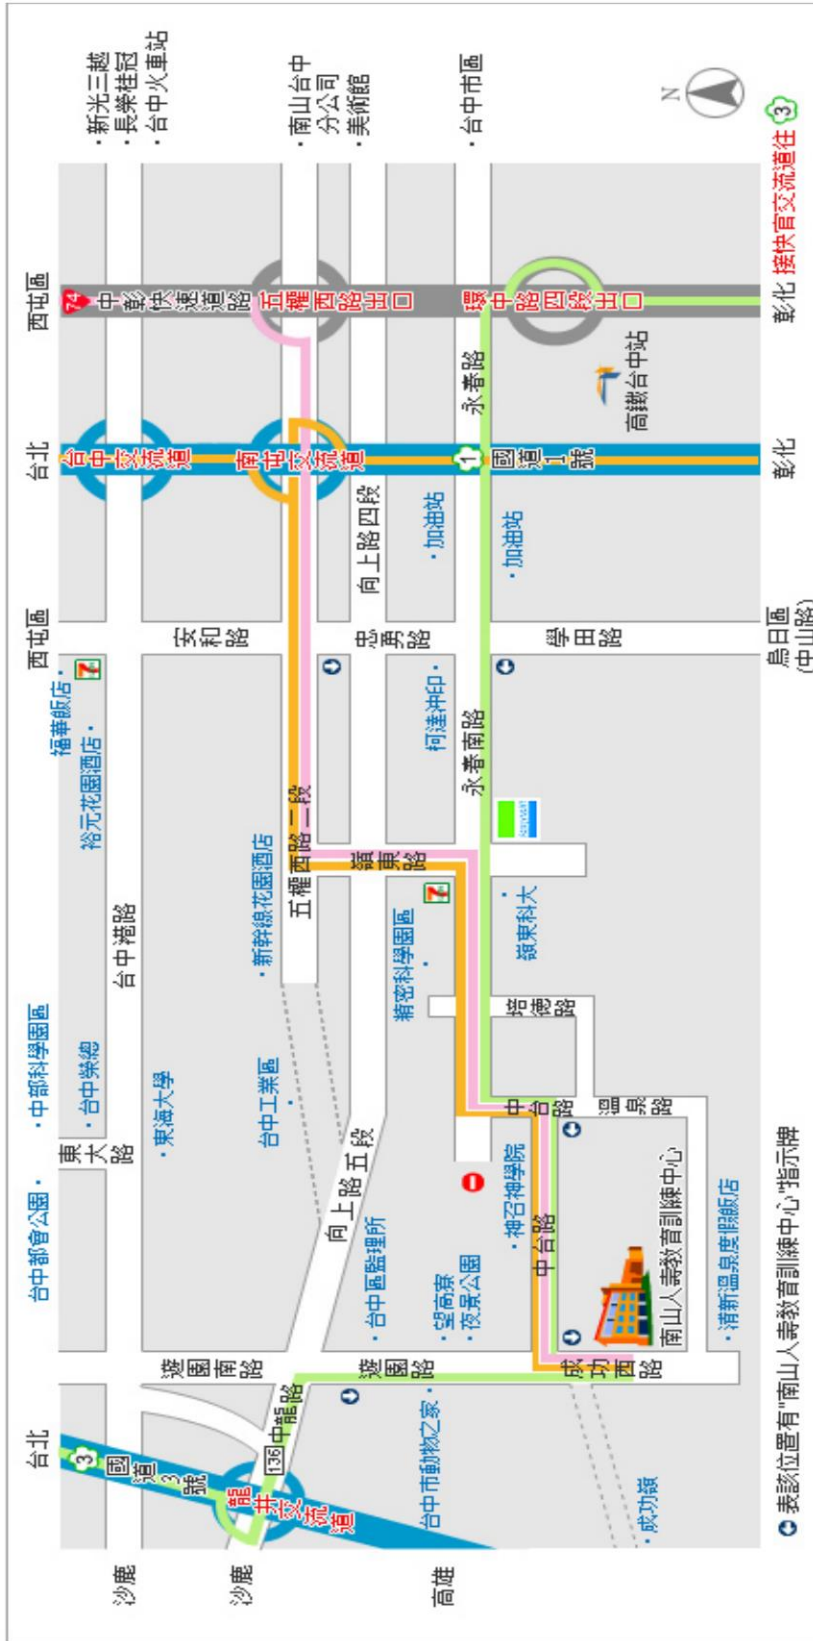 台中都會公園・
・中部科學園區
・台中榮總
東大路
・東海大學
福華飯店・
裕元花園酒店・
7
西屯區
台北
西屯區
・新光三越
・長榮桂冠
・台中火車站
台北
3
國道3號
沙鹿
沙鹿
龍井交流道
136
中龍路
遊園南路
台中港路
安和路
台中交流道
南屯交流道
74
中彰快速道路
五權西路出口
環中路四段出口
・南山台中
分公司
・美術館
・台中市區
台中工業區
・新幹線花園酒店
五權西路二段
向上路五段
向上路四段
忠勇路
嶺東路
遊園路
・台中區監理所
・望高寮
・夜景公園
台中市動物之家・
高雄
精密科學園區
7
柯達沖印・
・加油站
1
國道1號
永春路
永春南路
・加油站
學田路
・嶺東科大
培德路
・神召神學院
中台路
中台路
溫泉路
成功西路
・成功嶺
南山人壽教育訓練中心
・清新溫泉度假飯店
高鐵台中站
N
烏日區
(中山路)
彰化
彰化
接快官交流道往
3
表該位置有"南山人壽教育訓練中心"指示牌